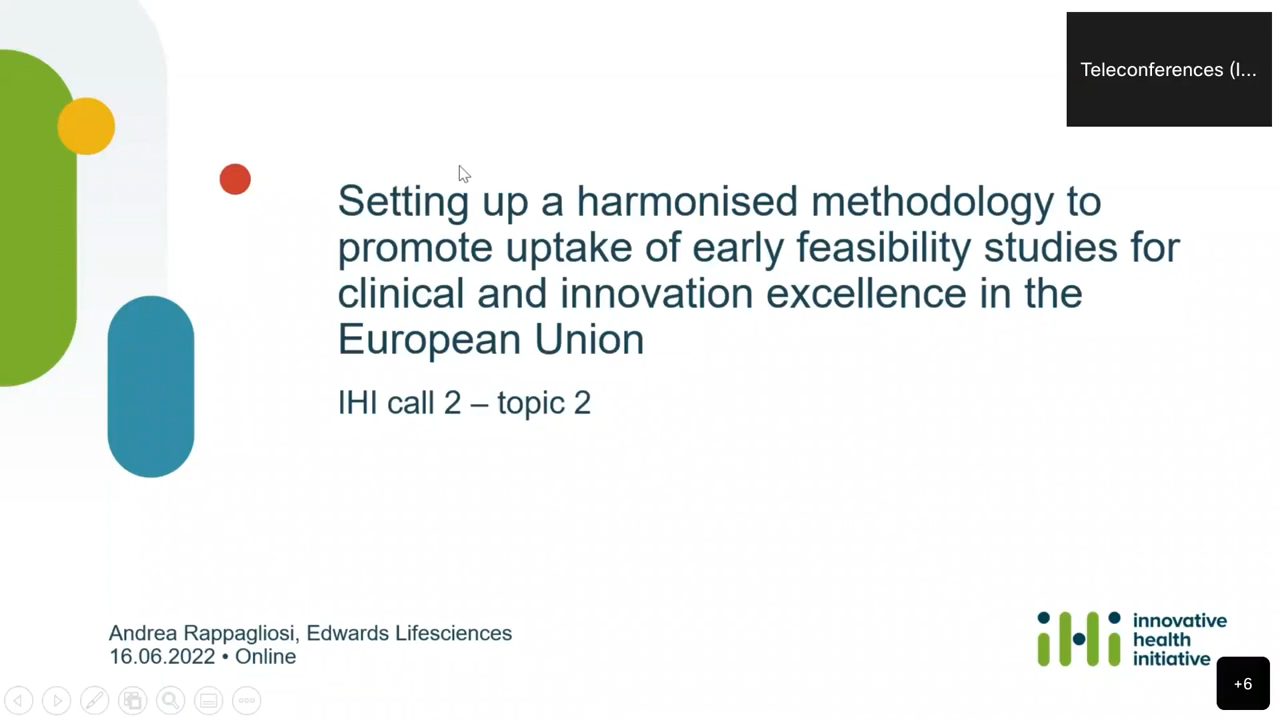 Teleconferences (I...
Setting up a harmonised methodology to
promote uptake of early feasibility studies for
clinical and innovation excellence in the
European Union
IHI call 2 – topic 2
Andrea Rappagliosi, Edwards Lifesciences
16.06.2022 • Online
ihi innovative
health
initiative
+6